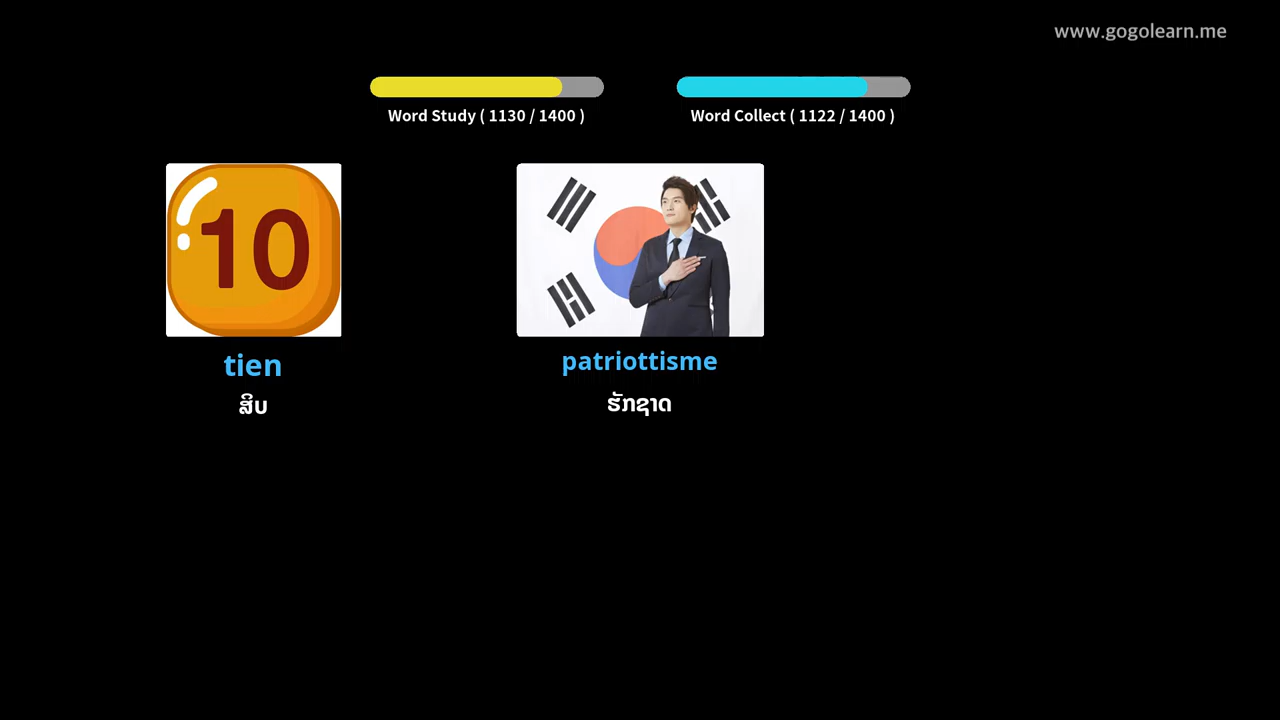 www.gogolearn.me
Word Study ( 1130 / 1400 )
Word Collect ( 1122 / 1400 )
10
tien
ສິບ
patriottisme
ຮັກຊາດ